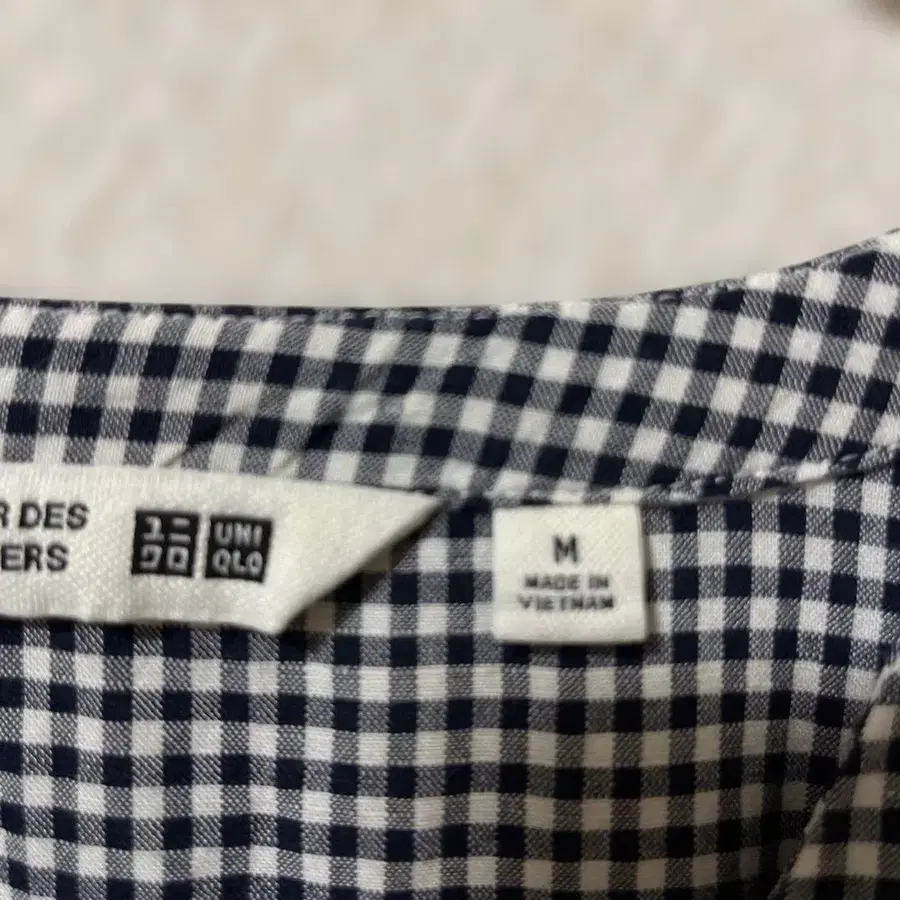 R DES
ERS
ユニ
クロ
UNI
QLO
M
MADE IN
VIETNAM